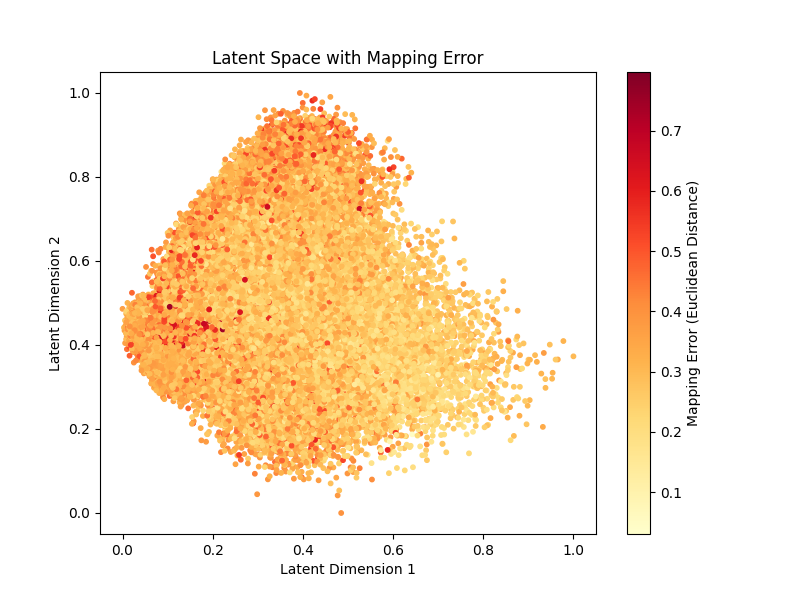 Latent Space with Mapping Error
Latent Dimension 2
1.0
0.8
0.6
0.4
0.2
0.0
0.0 0.2 0.4 0.6 0.8 1.0
Latent Dimension 1
0.7
0.6
0.5
0.4
0.3
0.2
0.1
Mapping Error (Euclidean Distance)